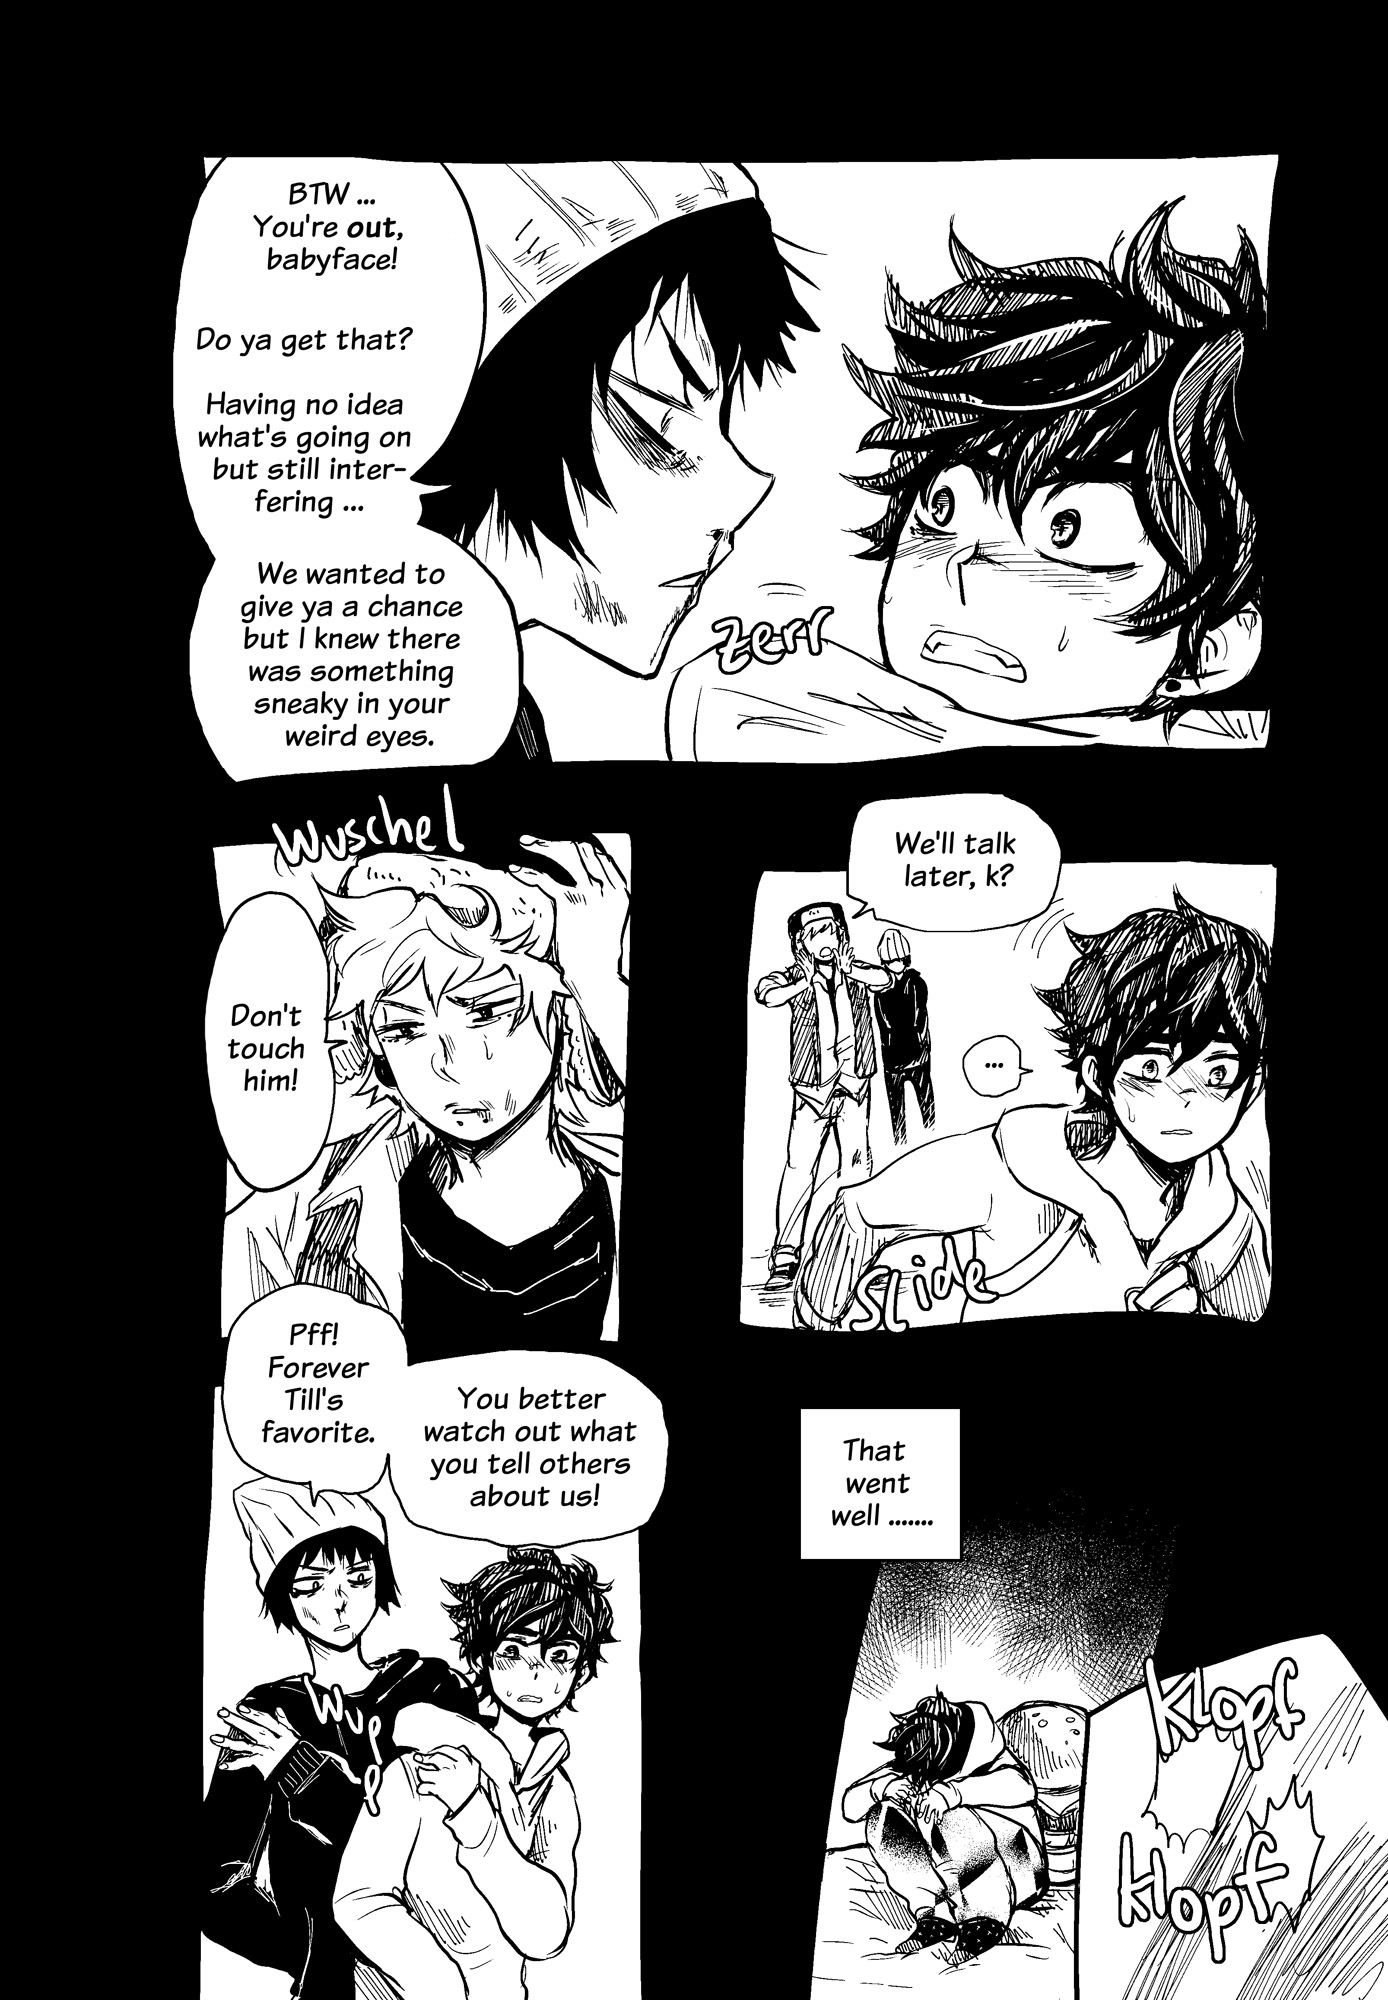 BTW ...
You're out,
babyface!
Do ya get that?
Having no idea
what's going on
but still inter-
fering ...
We wanted to
give ya a chance
but I knew there
was something
sneaky in your
weird eyes.
Zerr
Wuschel
Don't
touch
him!
We'll talk
later, k?
...
Slide
Pff!
Forever
Till's
favorite.
You better
watch out what
you tell others
about us!
Wupp
That
went
well .......
Klopf
klopf